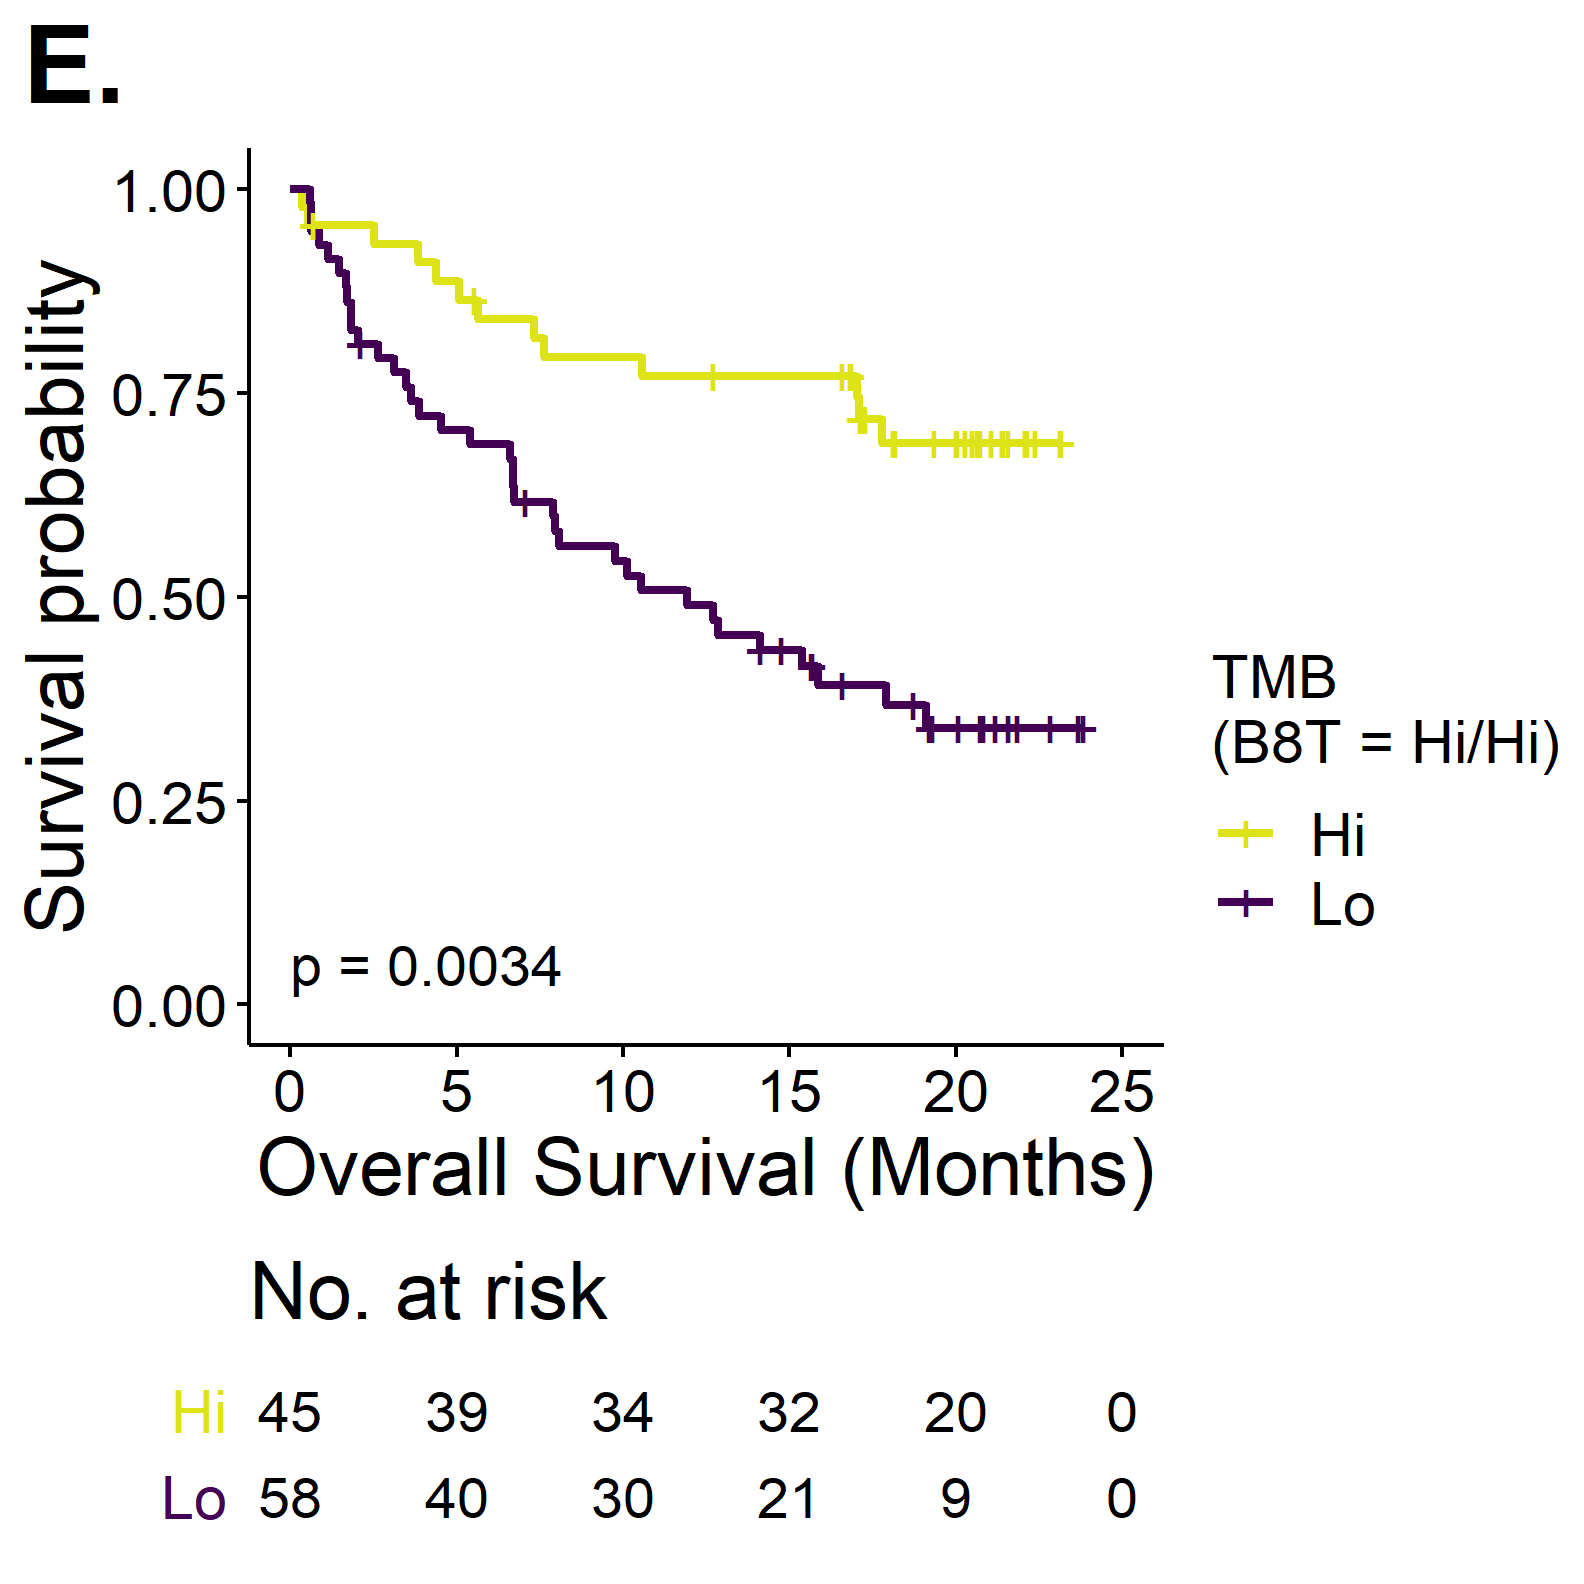 E.
Survival probability
1.00
0.75
0.50
0.25
0.00
p = 0.0034
0 5 10 15 20 25
Overall Survival (Months)
TMB
(B8T = Hi/Hi)
Hi
Lo
No. at risk
Hi 45 39 34 32 20 0
Lo 58 40 30 21 9 0